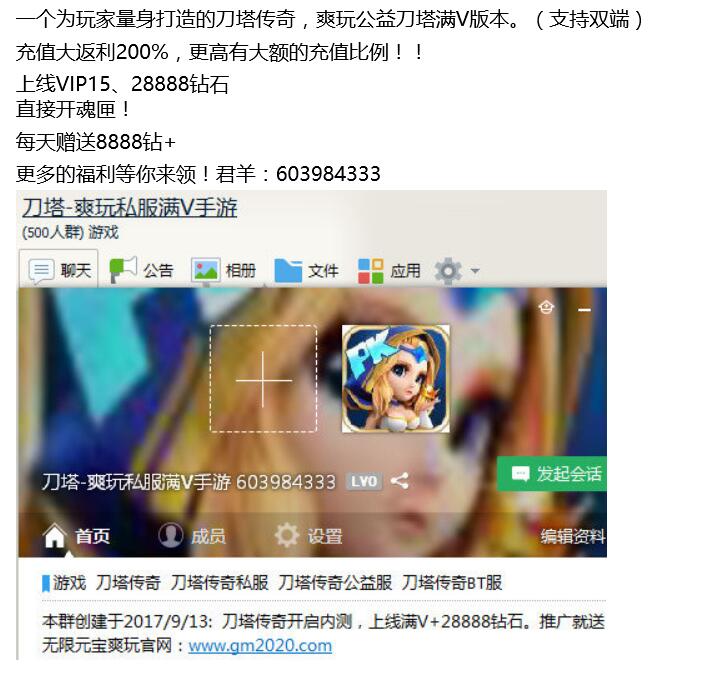 一个为玩家量身打造的刀塔传奇，爽玩公益刀塔满V版本。（支持双端）
充值大返利200%，更高有大额的充值比例！！
上线VIP15、28888钻石
直接开魂匣！
每天赠送8888钻+
更多的福利等你来领！君羊：603984333
刀塔-爽玩私服满V手游
(500人群) 游戏
聊天 公告 相册 文件 应用
PK
刀塔-爽玩私服满V手游 603984333 LV0
发起会话
首页 成员 设置 编辑资料
游戏 刀塔传奇 刀塔传奇私服 刀塔传奇公益服 刀塔传奇BT服
本群创建于2017/9/13: 刀塔传奇开启内测，上线满V+28888钻石。推广就送
无限元宝爽玩官网：www.gm2020.com